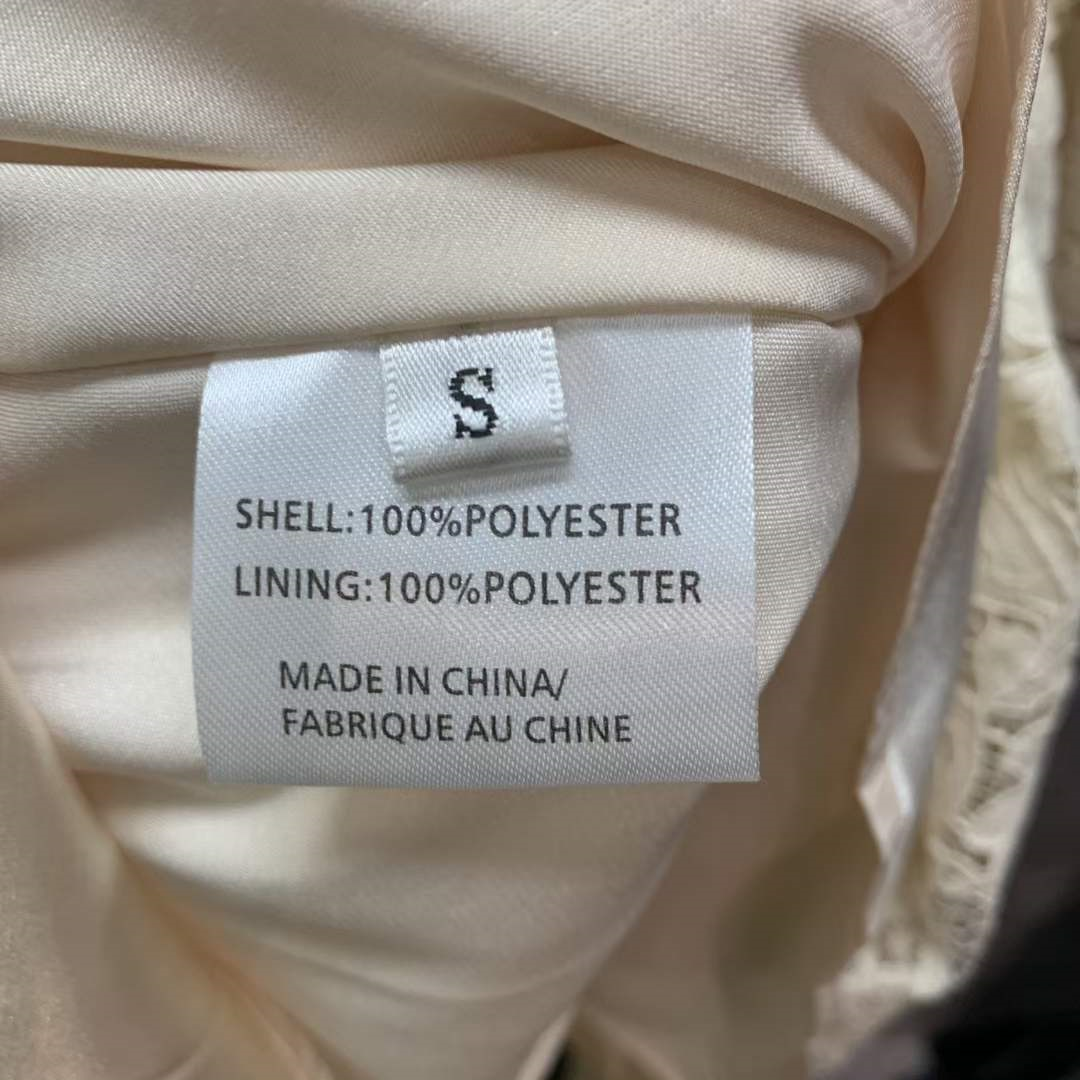 S
SHELL:100%POLYESTER
LINING:100%POLYESTER
MADE IN CHINA/
FABRIQUE AU CHINE